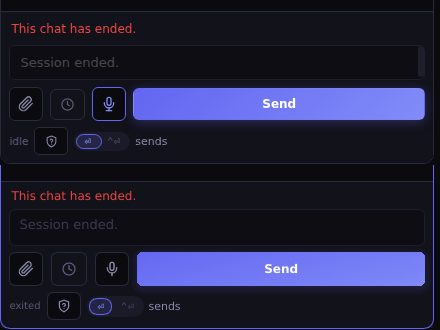 This chat has ended.
Session ended.
Send
idle ⏎ ^⏎ sends
This chat has ended.
Session ended.
Send
exited ⏎ ^⏎ sends